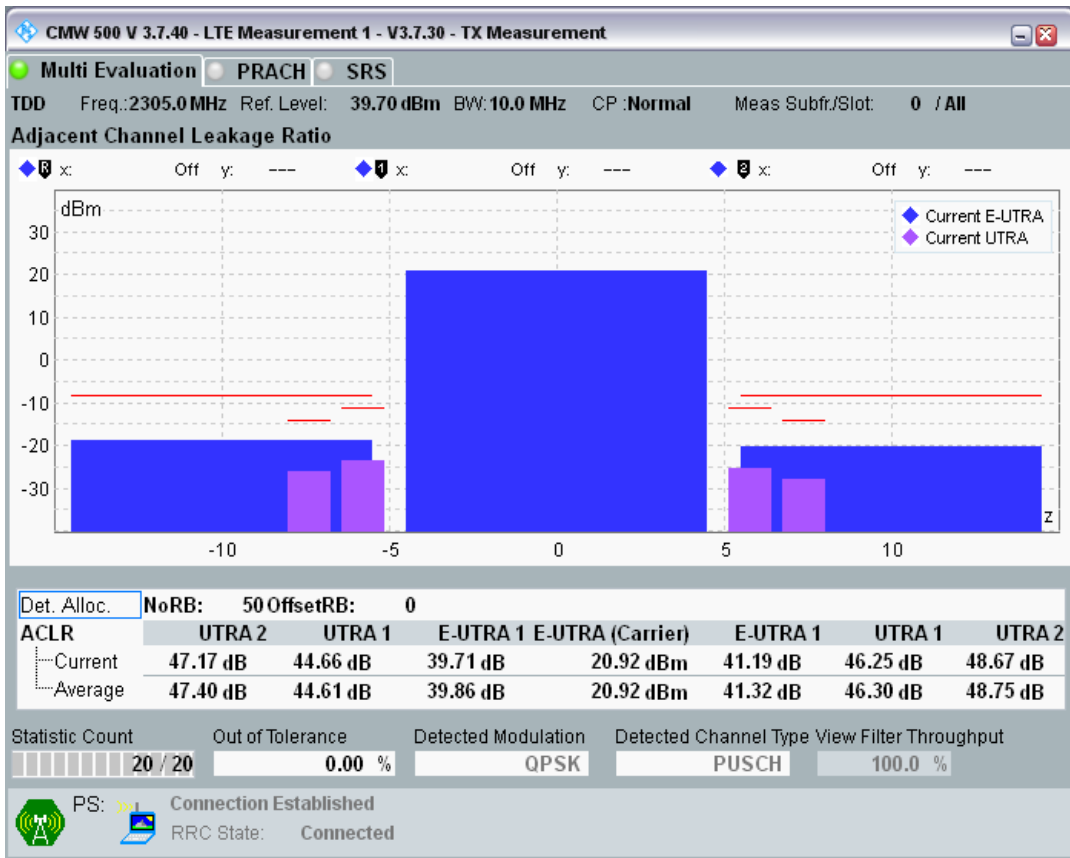 CMW 500 V 3.7.40 - LTE Measurement 1 - V3.7.30 - TX Measurement
Multi Evaluation PRACH SRS
TDD Freq.:2305.0 MHz Ref. Level: 39.70 dBm BW: 10.0 MHz CP :Normal Meas Subfr./Slot: 0 / All
Adjacent Channel Leakage Ratio
R x: Off y: --- 1 x: Off y: --- 2 x: Off y: ---
dBm
Current E-UTRA
Current UTRA
30
20
10
0
-10
-20
-30
z
-10 -5 0 5 10
Det. Alloc. NoRB: 50 OffsetRB: 0
ACLR UTRA 2 UTRA 1 E-UTRA 1 E-UTRA (Carrier) E-UTRA 1 UTRA 1 UTRA 2
Current 47.17 dB 44.66 dB 39.71 dB 20.92 dBm 41.19 dB 46.25 dB 48.67 dB
Average 47.40 dB 44.61 dB 39.86 dB 20.92 dBm 41.32 dB 46.30 dB 48.75 dB
Statistic Count Out of Tolerance Detected Modulation Detected Channel Type View Filter Throughput
20 / 20 0.00 % QPSK PUSCH 100.0 %
PS: Connection Established
RRC State: Connected